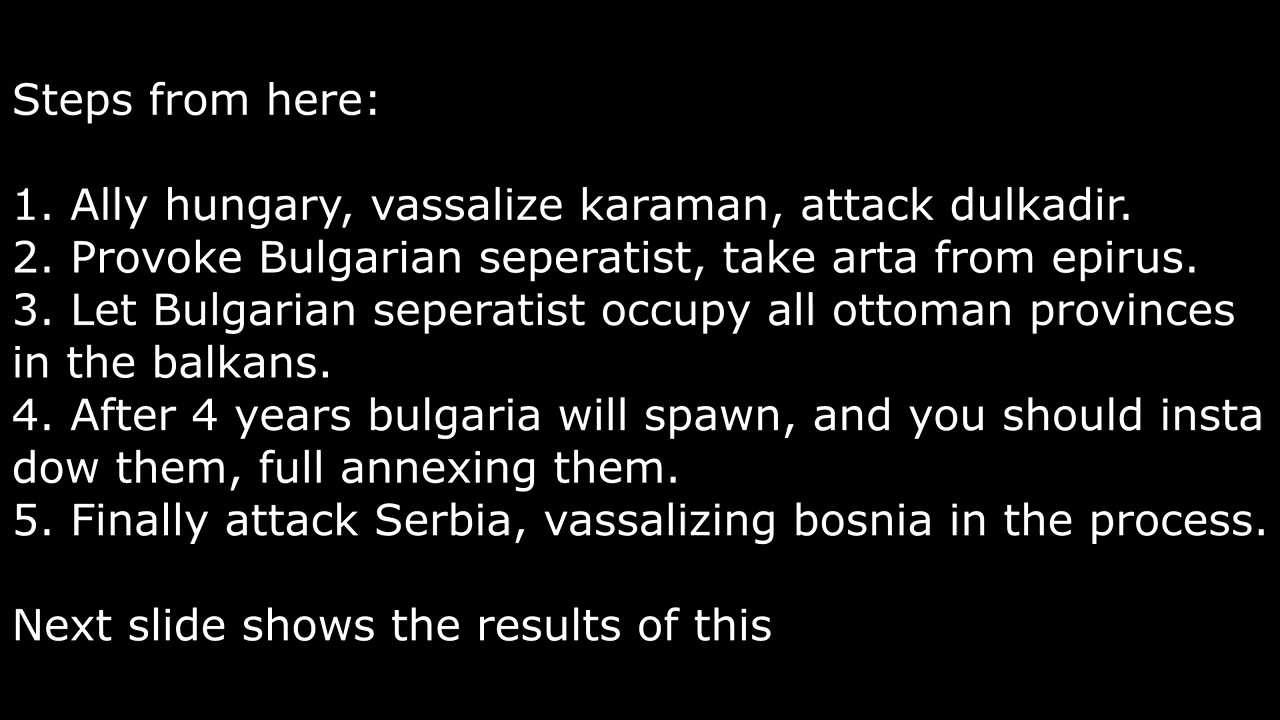 Steps from here:
1. Ally hungary, vassalize karaman, attack dulkadir.
2. Provoke Bulgarian seperatist, take arta from epirus.
3. Let Bulgarian seperatist occupy all ottoman provinces
in the balkans.
4. After 4 years bulgaria will spawn, and you should insta
dow them, full annexing them.
5. Finally attack Serbia, vassalizing bosnia in the process.
Next slide shows the results of this